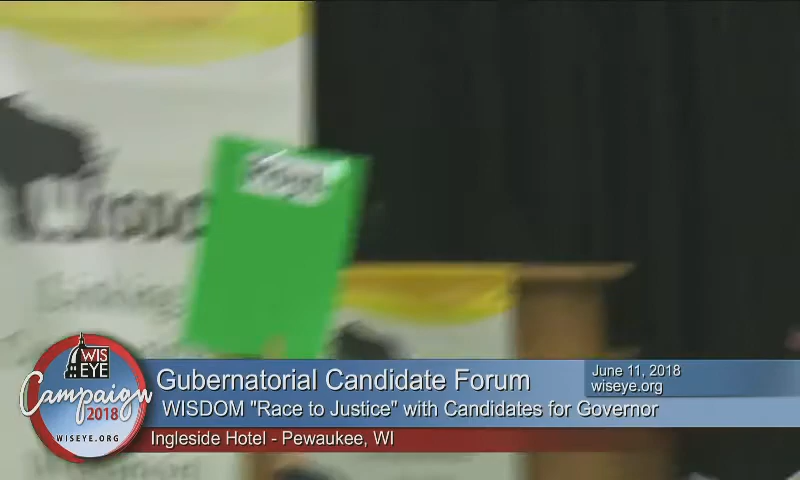 WIS
EYE
Campaign
2018
WISEYE.ORG
Gubernatorial Candidate Forum
June 11, 2018
wiseye.org
WISDOM "Race to Justice" with Candidates for Governor
Ingleside Hotel - Pewaukee, WI